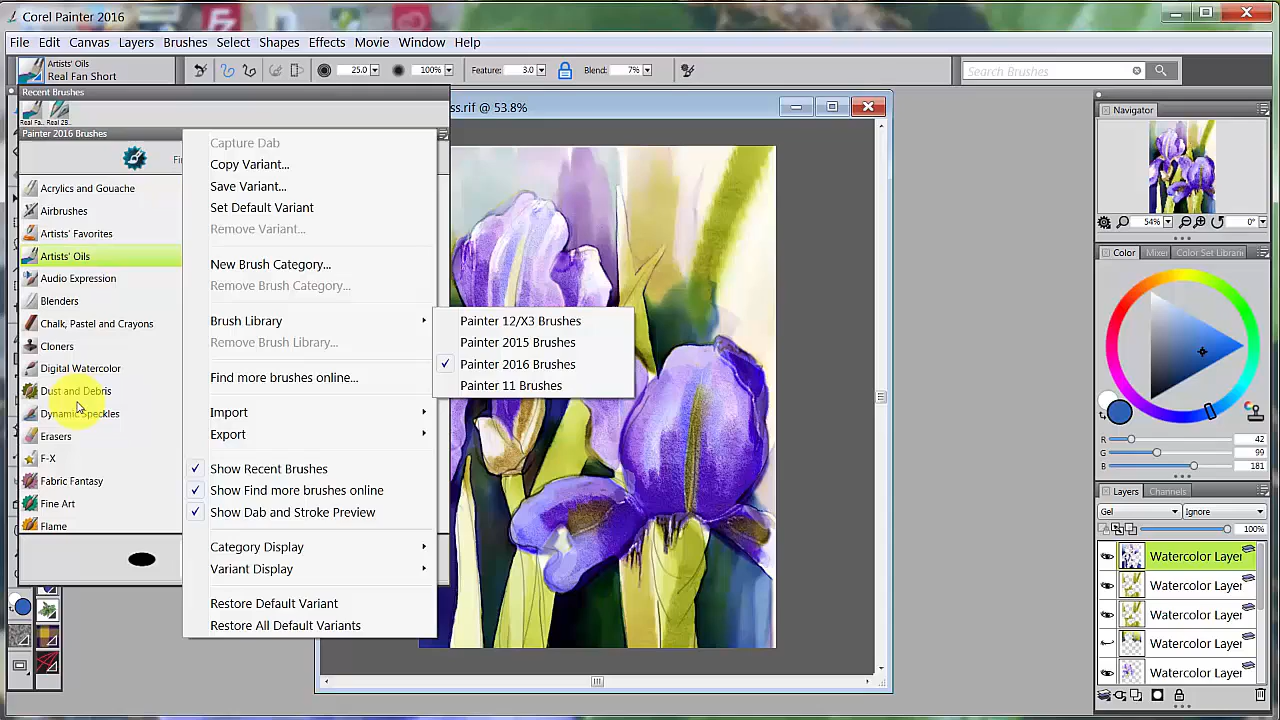 Corel Painter 2016
File Edit Canvas Layers Brushes Select Shapes Effects Movie Window Help
Artists' Oils
Real Fan Short
25.0
100%
Feature: 3.0
Blend: 7%
Search Brushes
Recent Brushes
Real Fa..
Real 2B..
Painter 2016 Brushes
Fi
Acrylics and Gouache
Airbrushes
Artists' Favorites
Artists' Oils
Audio Expression
Blenders
Chalk, Pastel and Crayons
Cloners
Digital Watercolor
Dust and Debris
Dynamic Speckles
Erasers
F-X
Fabric Fantasy
Fine Art
Flame
Capture Dab
Copy Variant...
Save Variant...
Set Default Variant
Remove Variant...
New Brush Category...
Remove Brush Category...
Brush Library
Remove Brush Library...
Find more brushes online...
Import
Export
Show Recent Brushes
Show Find more brushes online
Show Dab and Stroke Preview
Category Display
Variant Display
Restore Default Variant
Restore All Default Variants
Painter 12/X3 Brushes
Painter 2015 Brushes
Painter 2016 Brushes
Painter 11 Brushes
ss.rif @ 53.8%
Navigator
54%
0°
Color Mixer Color Set Librari
R 42
G 99
B 181
Layers Channels
Gel Ignore
100%
Watercolor Layer
Watercolor Layer
Watercolor Layer
Watercolor Layer
Watercolor Layer